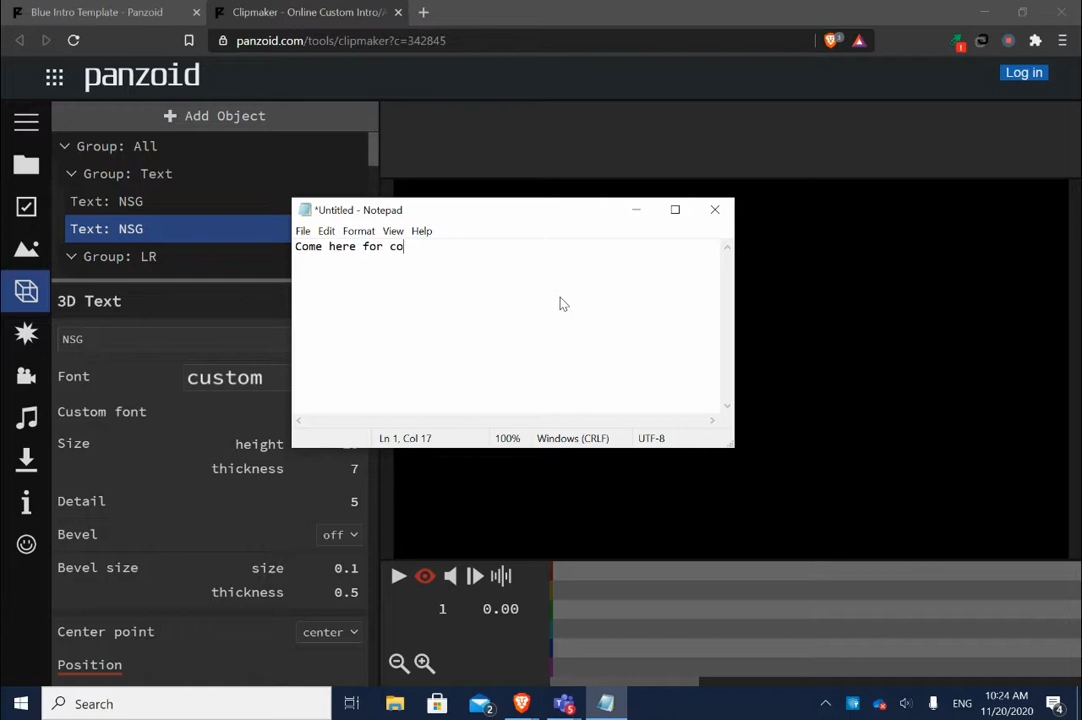 Blue Intro Template - Panzoid
Clipmaker - Online Custom Intro/
panzoid.com/tools/clipmaker?c=342845
panzoid
Log in
Add Object
Group: All
Group: Text
Text: NSG
Text: NSG
Group: LR
3D Text
NSG
Font
custom
Custom font
Size
height
thickness
7
Detail
5
Bevel
off
Bevel size
size
0.1
thickness
0.5
Center point
center
Position
*Untitled - Notepad
File Edit Format View Help
Come here for co
Ln 1, Col 17
100%
Windows (CRLF)
UTF-8
1
0.00
Search
2
5
ENG
10:24 AM
11/20/2020
4